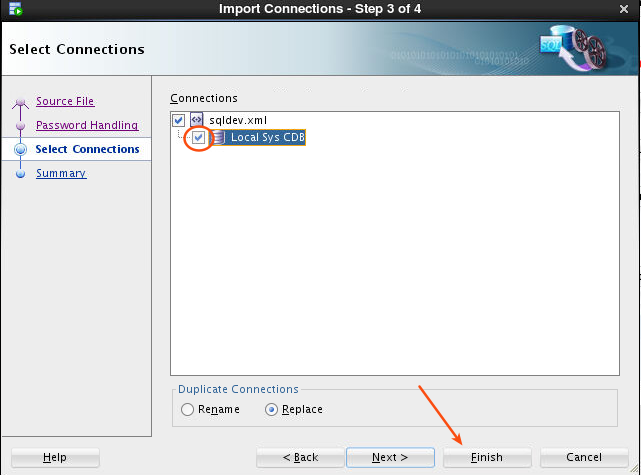 Import Connections - Step 3 of 4
Select Connections
SQL
Source File
Password Handling
Select Connections
Summary
Connections
sqldev.xml
Local Sys CDB
Duplicate Connections
Rename
Replace
Help
< Back
Next >
Finish
Cancel